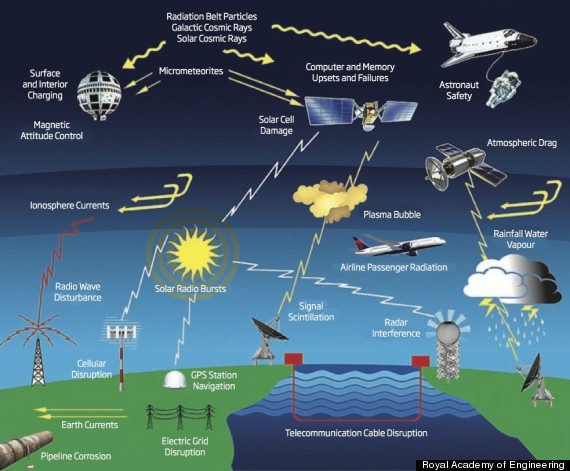 Radiation Belt Particles
Galactic Cosmic Rays
Solar Cosmic Rays
Surface
and Interior
Charging
Micrometeorites
Computer and Memory
Upsets and Failures
Astronaut
Safety
Magnetic
Attitude Control
Solar Cell
Damage
Atmospheric Drag
Ionosphere Currents
Plasma Bubble
Rainfall Water
Vapour
Airline Passenger Radiation
Radio Wave
Disturbance
Solar Radio Bursts
Signal
Scintillation
Radar
Interference
Cellular
Disruption
GPS Station
Navigation
Earth Currents
Electric Grid
Disruption
Telecommunication Cable Disruption
Pipeline Corrosion
Royal Academy of Engineering